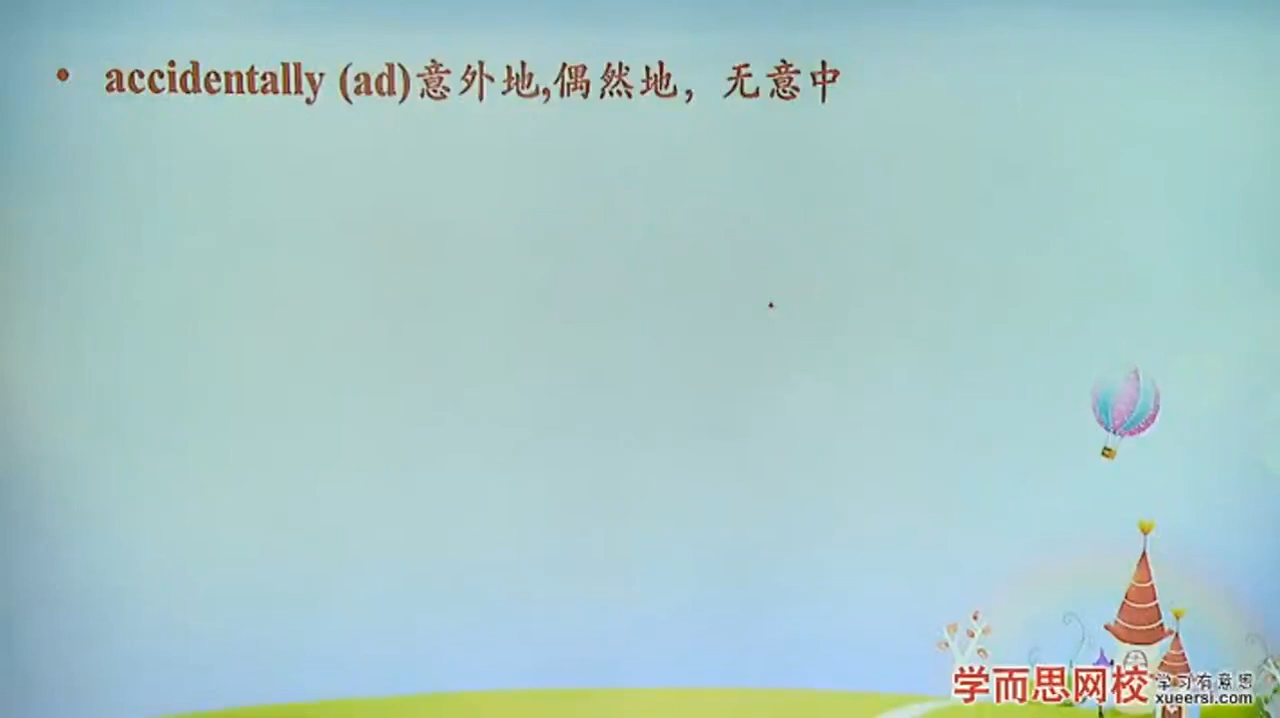 • accidentally (ad)意外地,偶然地，无意中
学而思网校
学习有意思
xueersi.com